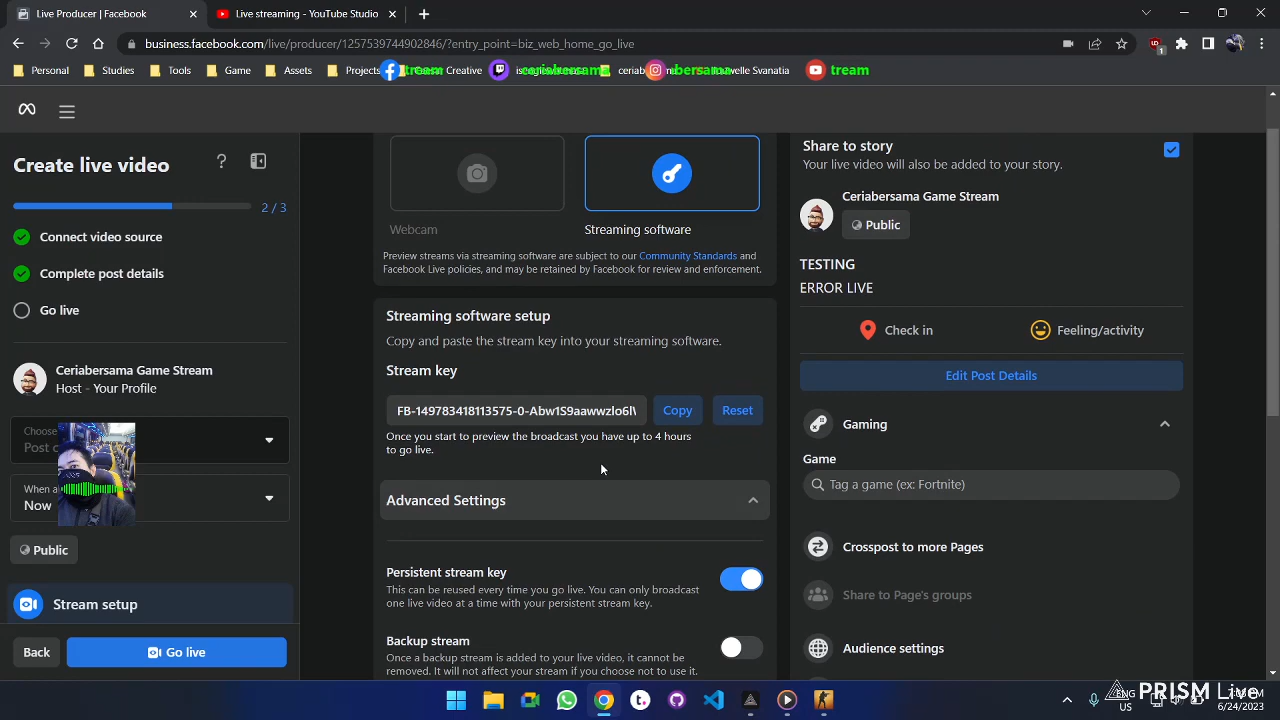 Live Producer | Facebook
Live streaming - YouTube Studio
business.facebook.com/live/producer/1257539744902846/?entry_point=biz_web_home_go_live
1
Personal
Studies
Tools
Game
Assets
Creative
tream
ceriabersama
bersama
tream
Create live video
2 / 3
Connect video source
Complete post details
Go live
Ceriabersama Game Stream
Host - Your Profile
Now
Public
Stream setup
Back
Go live
Webcam
Streaming software
Preview streams via streaming software are subject to our Community Standards and
Facebook Live policies, and may be retained by Facebook for review and enforcement.
Streaming software setup
Copy and paste the stream key into your streaming software.
Stream key
FB-149783418113575-0-Abw1S9aawwzlo6l
Copy
Reset
Once you start to preview the broadcast you have up to 4 hours
to go live.
Advanced Settings
Persistent stream key
This can be reused every time you go live. You can only broadcast
one live video at a time with your persistent stream key.
Backup stream
Once a backup stream is added to your live video, it cannot be
removed. It will not affect your stream if you choose not to use it.
Share to story
Your live video will also be added to your story.
Ceriabersama Game Stream
Public
TESTING
ERROR LIVE
Check in
Feeling/activity
Edit Post Details
Gaming
Game
Tag a game (ex: Fortnite)
Crosspost to more Pages
Share to Page's groups
Audience settings
ENG
US
PRISM Live
6/24/2023